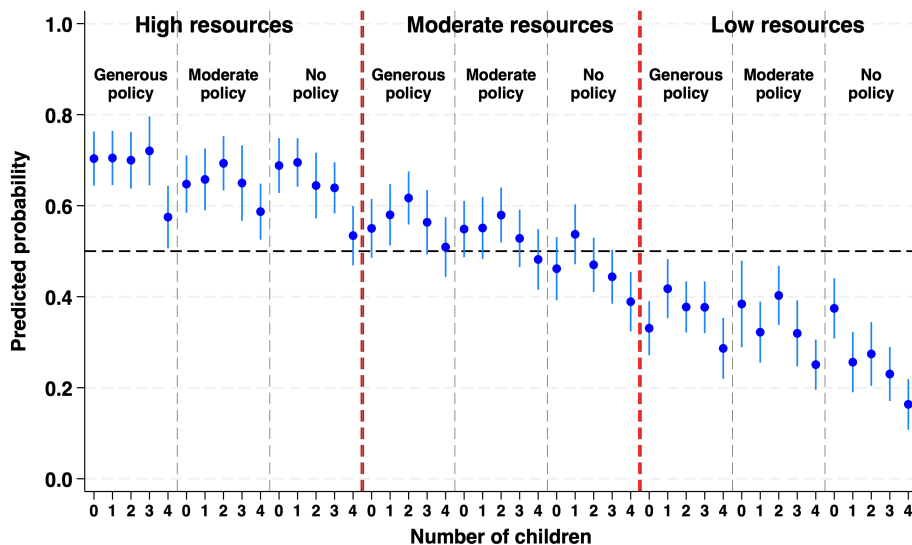 High resources Moderate resources Low resources
Generous policy Moderate policy No policy Generous policy Moderate policy No policy Generous policy Moderate policy No policy
1.0
0.8
0.6
0.4
0.2
0.0
Predicted probability
0 1 2 3 4 0 1 2 3 4 0 1 2 3 4 0 1 2 3 4 0 1 2 3 4 0 1 2 3 4 0 1 2 3 4 0 1 2 3 4 0 1 2 3 4
Number of children